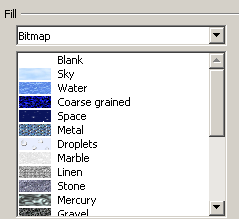 Fill
Bitmap
Blank
Sky
Water
Coarse grained
Space
Metal
Droplets
Marble
Linen
Stone
Mercury
Gravel